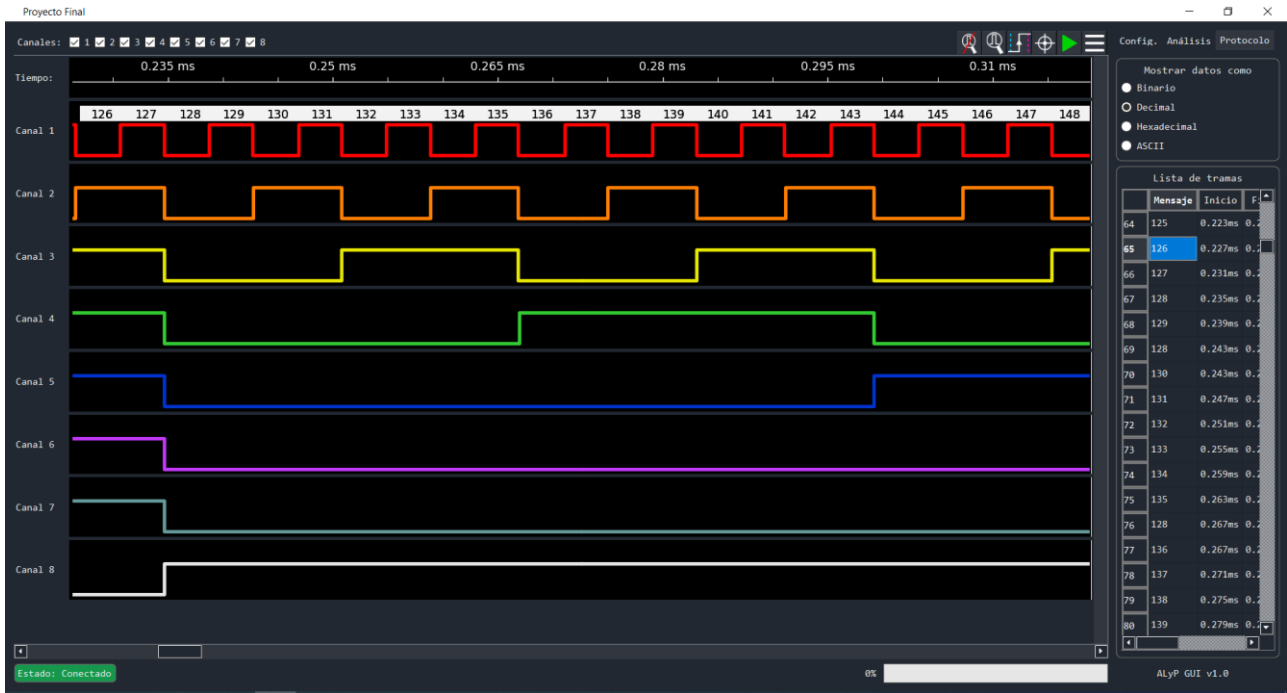 Proyecto Final
Canales: 1 2 3 4 5 6 7 8
Config. Análisis Protocolo
Tiempo: 0.235 ms 0.25 ms 0.265 ms 0.28 ms 0.295 ms 0.31 ms
126 127 128 129 130 131 132 133 134 135 136 137 138 139 140 141 142 143 144 145 146 147 148
Canal 1
Canal 2
Canal 3
Canal 4
Canal 5
Canal 6
Canal 7
Canal 8
Mostrar datos como
Binario
Decimal
Hexadecimal
ASCII
Lista de tramas
Mensaje Inicio
64 125 0.223ms
65 126 0.227ms
66 127 0.231ms
67 128 0.235ms
68 129 0.239ms
69 128 0.243ms
70 130 0.243ms
71 131 0.247ms
72 132 0.251ms
73 133 0.255ms
74 134 0.259ms
75 135 0.263ms
76 128 0.267ms
77 136 0.267ms
78 137 0.271ms
79 138 0.275ms
80 139 0.279ms
Estado: Conectado
0%
ALyP GUI v1.0